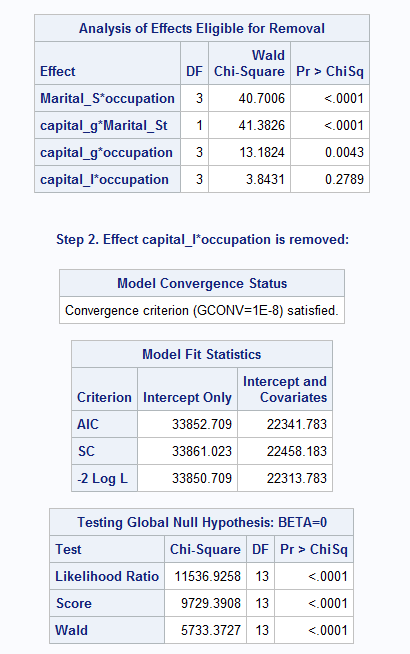 Analysis of Effects Eligible for Removal
Effect DF Wald Chi-Square Pr > ChiSq
Marital_S*occupation 3 40.7006 <.0001
capital_g*Marital_St 1 41.3826 <.0001
capital_g*occupation 3 13.1824 0.0043
capital_l*occupation 3 3.8431 0.2789
Step 2. Effect capital_l*occupation is removed:
Model Convergence Status
Convergence criterion (GCONV=1E-8) satisfied.
Model Fit Statistics
Criterion Intercept Only Intercept and Covariates
AIC 33852.709 22341.783
SC 33861.023 22458.183
-2 Log L 33850.709 22313.783
Testing Global Null Hypothesis: BETA=0
Test Chi-Square DF Pr > ChiSq
Likelihood Ratio 11536.9258 13 <.0001
Score 9729.3908 13 <.0001
Wald 5733.3727 13 <.0001